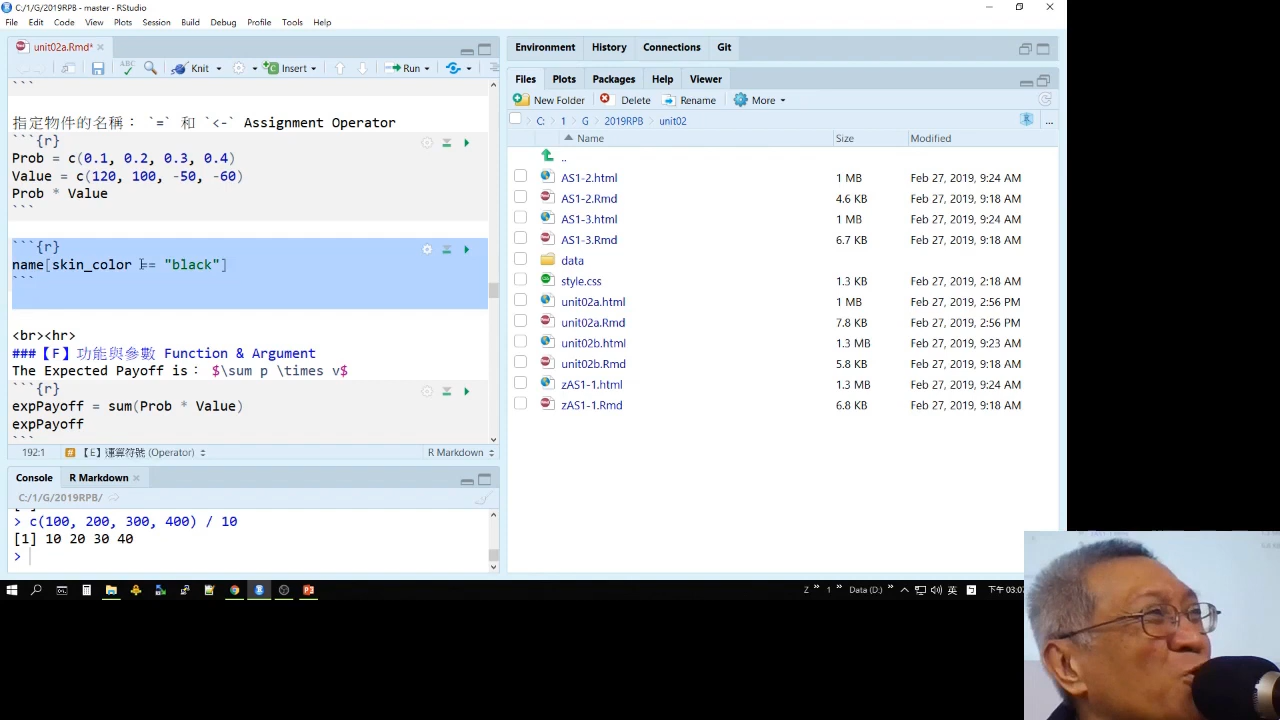 C:/1/G/2019RPB - master - RStudio
File Edit Code View Plots Session Build Debug Profile Tools Help
unit02a.Rmd*
ABC Knit Insert Run
```
指定物件的名稱： `=` 和 `<-` Assignment Operator
```{r}
Prob = c(0.1, 0.2, 0.3, 0.4)
Value = c(120, 100, -50, -60)
Prob * Value
```
```{r}
name[skin_color == "black"]
```
<br><hr>
###【F】功能與參數 Function & Argument
The Expected Payoff is： $\sum p \times v$
```{r}
expPayoff = sum(Prob * Value)
expPayoff
```
192:1 【E】運算符號 (Operator) R Markdown
Console R Markdown
C:/1/G/2019RPB/
> c(100, 200, 300, 400) / 10
[1] 10 20 30 40
>
Environment History Connections Git
Files Plots Packages Help Viewer
New Folder Delete Rename More
C: 1 G 2019RPB unit02 ...
Name Size Modified
..
AS1-2.html 1 MB Feb 27, 2019, 9:24 AM
AS1-2.Rmd 4.6 KB Feb 27, 2019, 9:18 AM
AS1-3.html 1 MB Feb 27, 2019, 9:24 AM
AS1-3.Rmd 6.7 KB Feb 27, 2019, 9:18 AM
data
style.css 1.3 KB Feb 27, 2019, 2:18 AM
unit02a.html 1 MB Feb 27, 2019, 2:56 PM
unit02a.Rmd 7.8 KB Feb 27, 2019, 2:56 PM
unit02b.html 1.3 MB Feb 27, 2019, 9:23 AM
unit02b.Rmd 5.8 KB Feb 27, 2019, 9:18 AM
zAS1-1.html 1.3 MB Feb 27, 2019, 9:24 AM
zAS1-1.Rmd 6.8 KB Feb 27, 2019, 9:18 AM
Z » 1 » Data (D:) » 英 下午 03:0